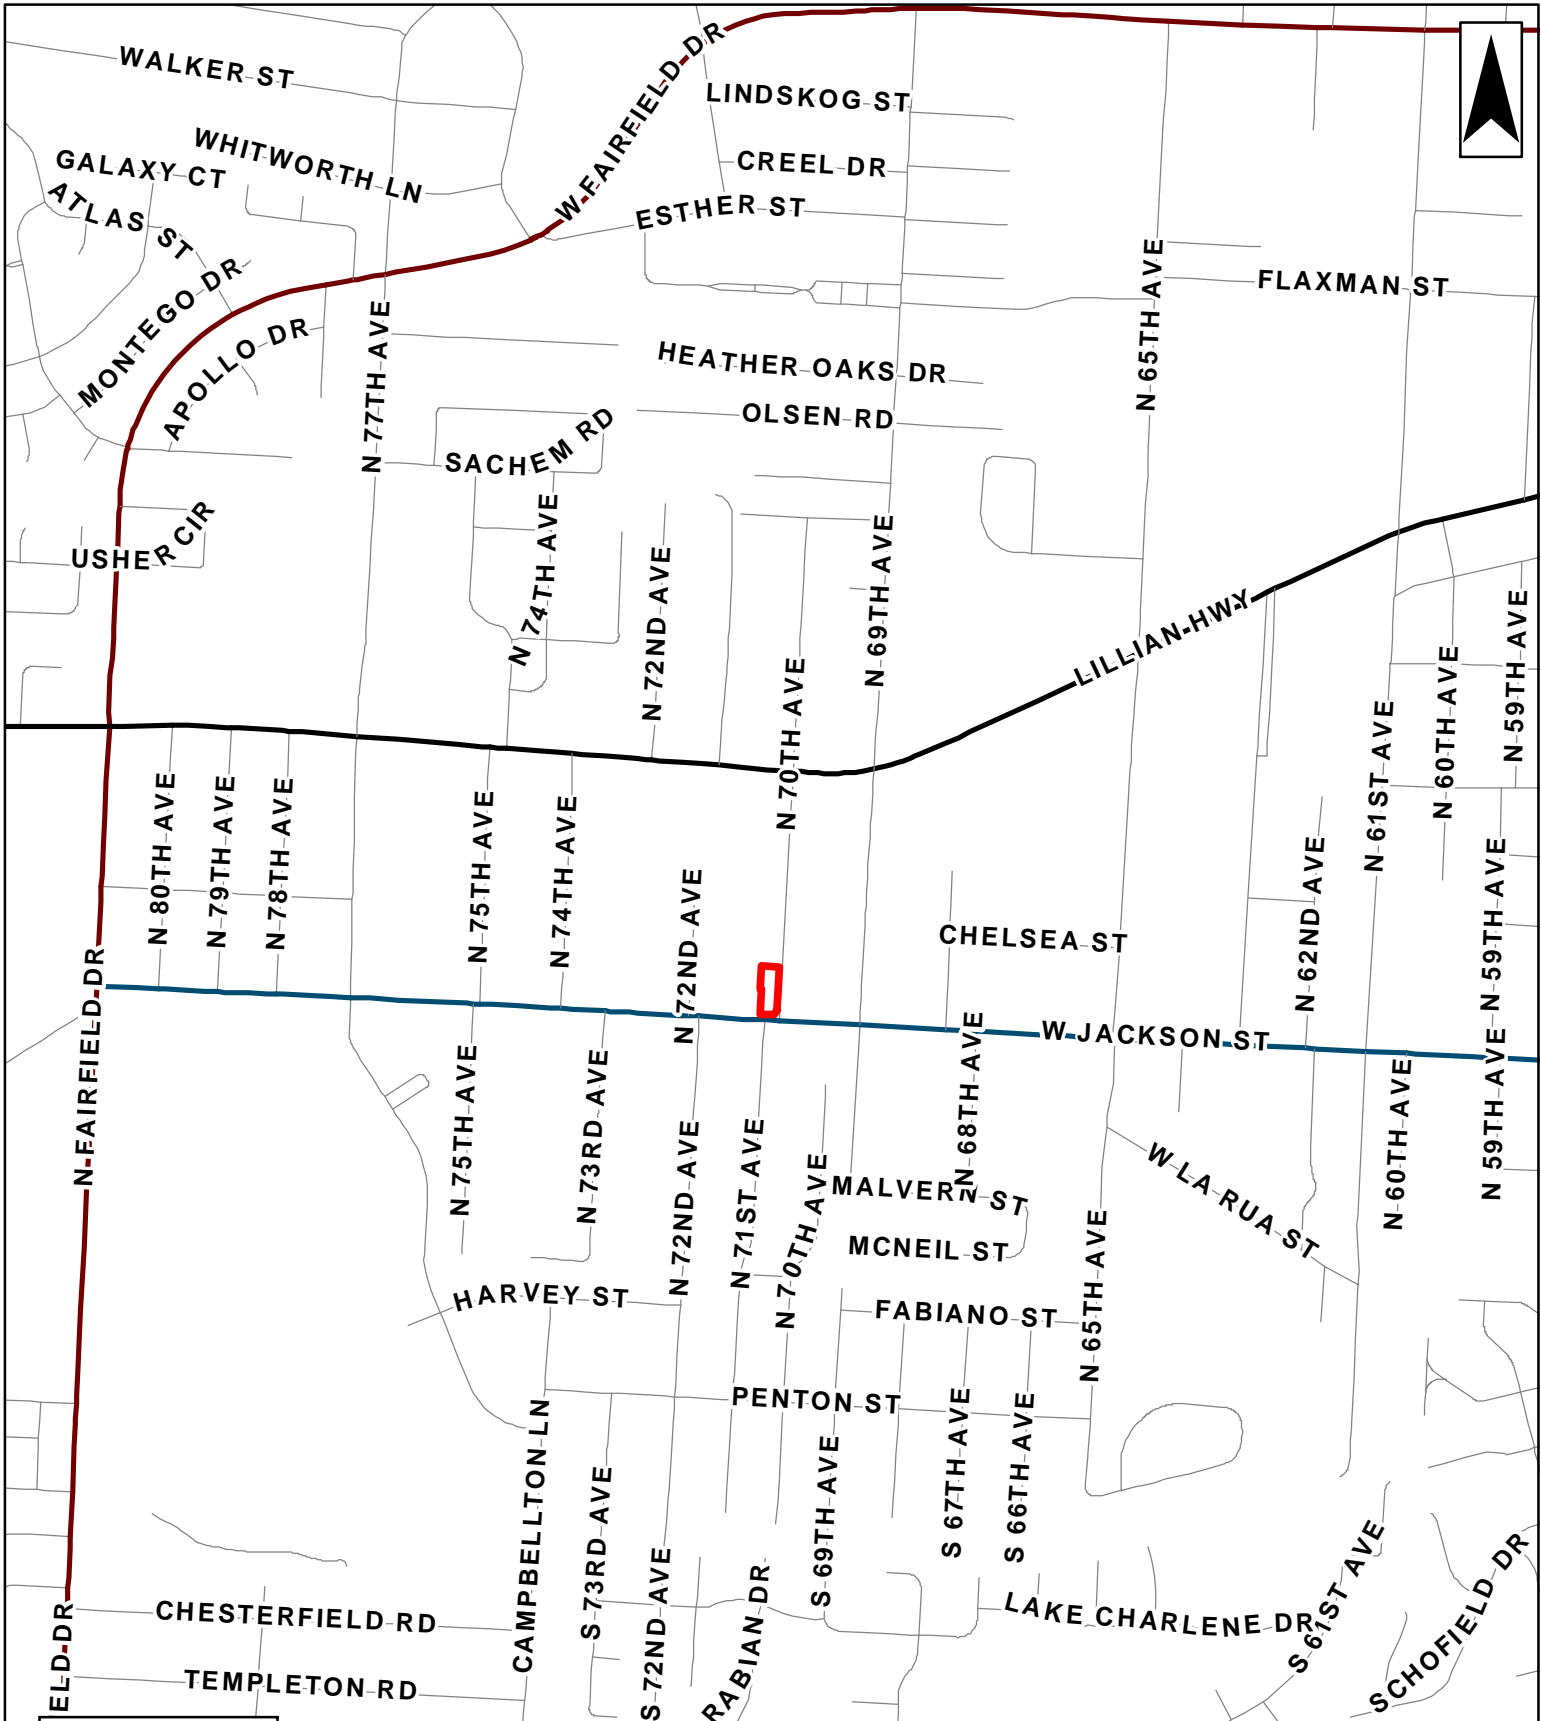 WALKER ST
W FAIRFIELD DR
LINDSKOG ST
WHITWORTH LN
GALAXY CT
CREEL DR
ATLAS ST
ESTHER ST
MONTEGO DR
FLAXMAN ST
N 65TH AVE
APOLLO DR
N 77TH AVE
HEATHER OAKS DR
OLSEN RD
SACHEM RD
USHER CIR
N 74TH AVE
N 72ND AVE
N 69TH AVE
LILLIAN HWY
N 59TH AVE
N 70TH AVE
N 60TH AVE
N 61ST AVE
N 80TH AVE
N 79TH AVE
N 78TH AVE
N 75TH AVE
N 74TH AVE
N 72ND AVE
N 62ND AVE
N 59TH AVE
CHELSEA ST
N FAIRFIELD DR
W JACKSON ST
N 75TH AVE
N 73RD AVE
N 72ND AVE
N 71ST AVE
N 70TH AVE
N 68TH AVE
N 60TH AVE
N 59TH AVE
W LA RUA ST
MALVERN ST
MCNEIL ST
N 65TH AVE
HARVEY ST
FABIANO ST
PENTON ST
CAMPBELLTON LN
S 73RD AVE
S 72ND AVE
S 69TH AVE
S 67TH AVE
S 66TH AVE
S 61ST AVE
SCHOFIELD DR
CHESTERFIELD RD
LAKE CHARLENE DR
TEMPLETON RD
RABIAN DR
ELD DR